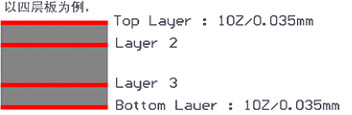 以四层板为例，
Top Layer : 1OZ/0.035mm
Layer 2
Layer 3
Bottom Layer : 1OZ/0.035mm